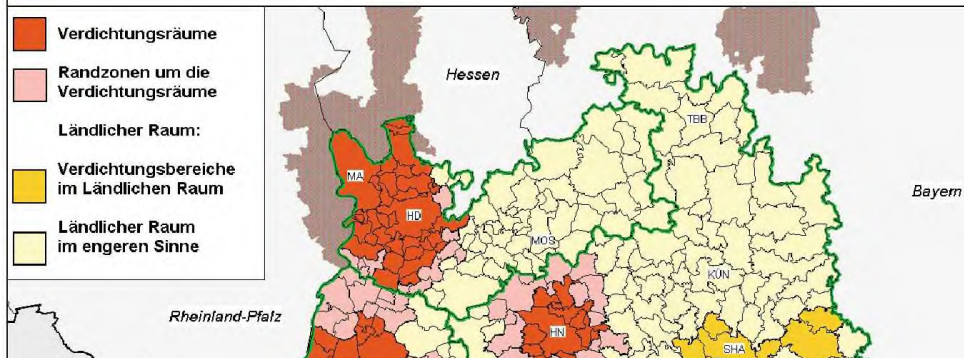 Verdichtungsräume
Randzonen um die
Verdichtungsräume
Ländlicher Raum:
Verdichtungsbereiche
im Ländlichen Raum
Ländlicher Raum
im engeren Sinne
Hessen
TBB
MA
Bayern
HD
MOS
KÜN
Rheinland-Pfalz
HN
SHA